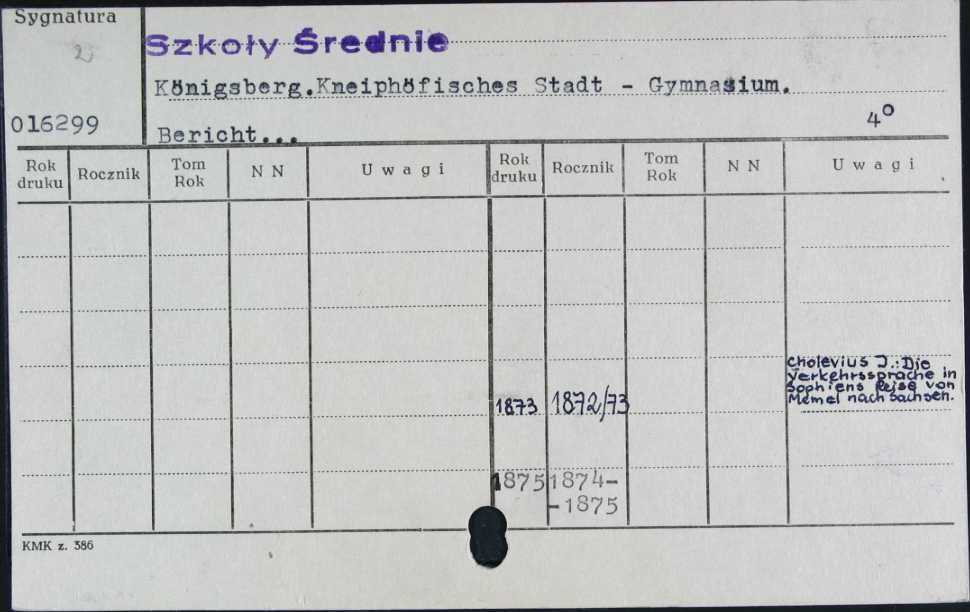 Sygnatura
Szkoły Średnie
Königsberg.Kneiphöfisches Stadt - Gymnasium.
016299
Bericht...
4°
Rok druku Rocznik Tom Rok N N U w a g i Rok druku Rocznik Tom Rok N N U w a g i
Cholevius J.: Die
Verkehrssprache in
Sophiens Reise von
Memel nach Sachsen.
1873 1872/73
1875 1874-
-1875
KMK z. 386